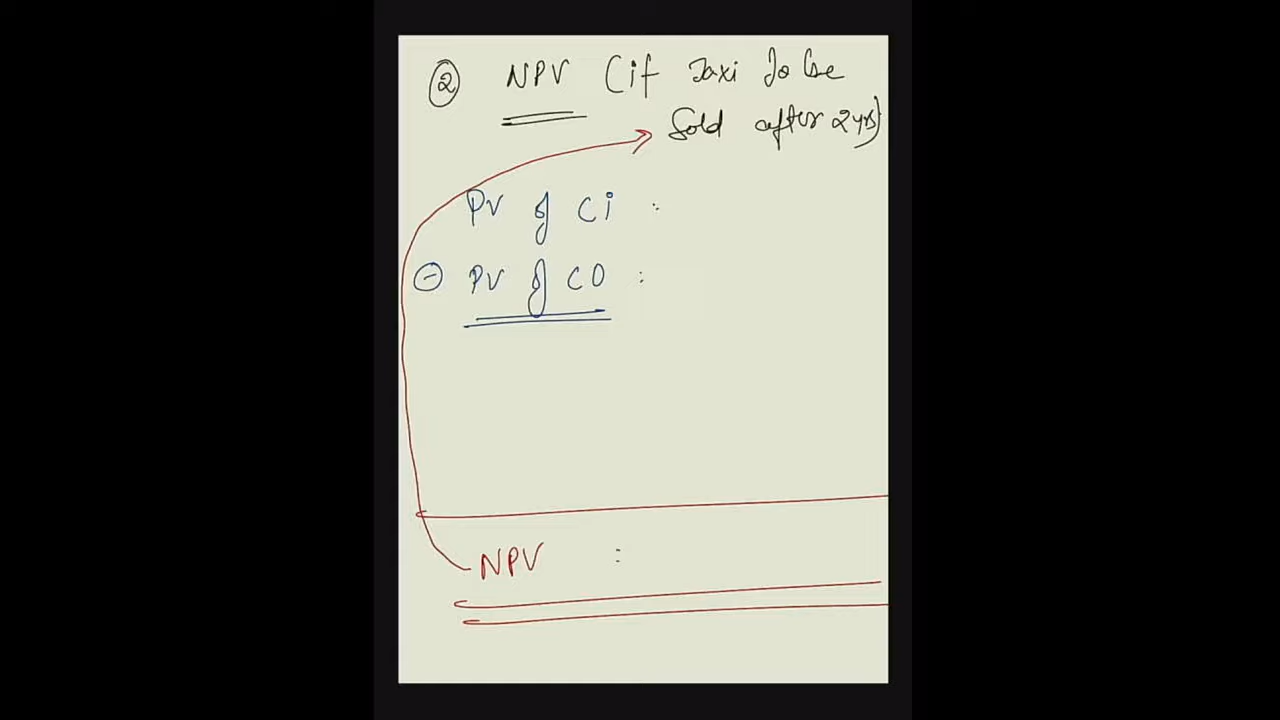 ② NPV (if Taxi to be
Sold after 2 yrs)
PV of CI :
⊖ PV of CO :
NPV :